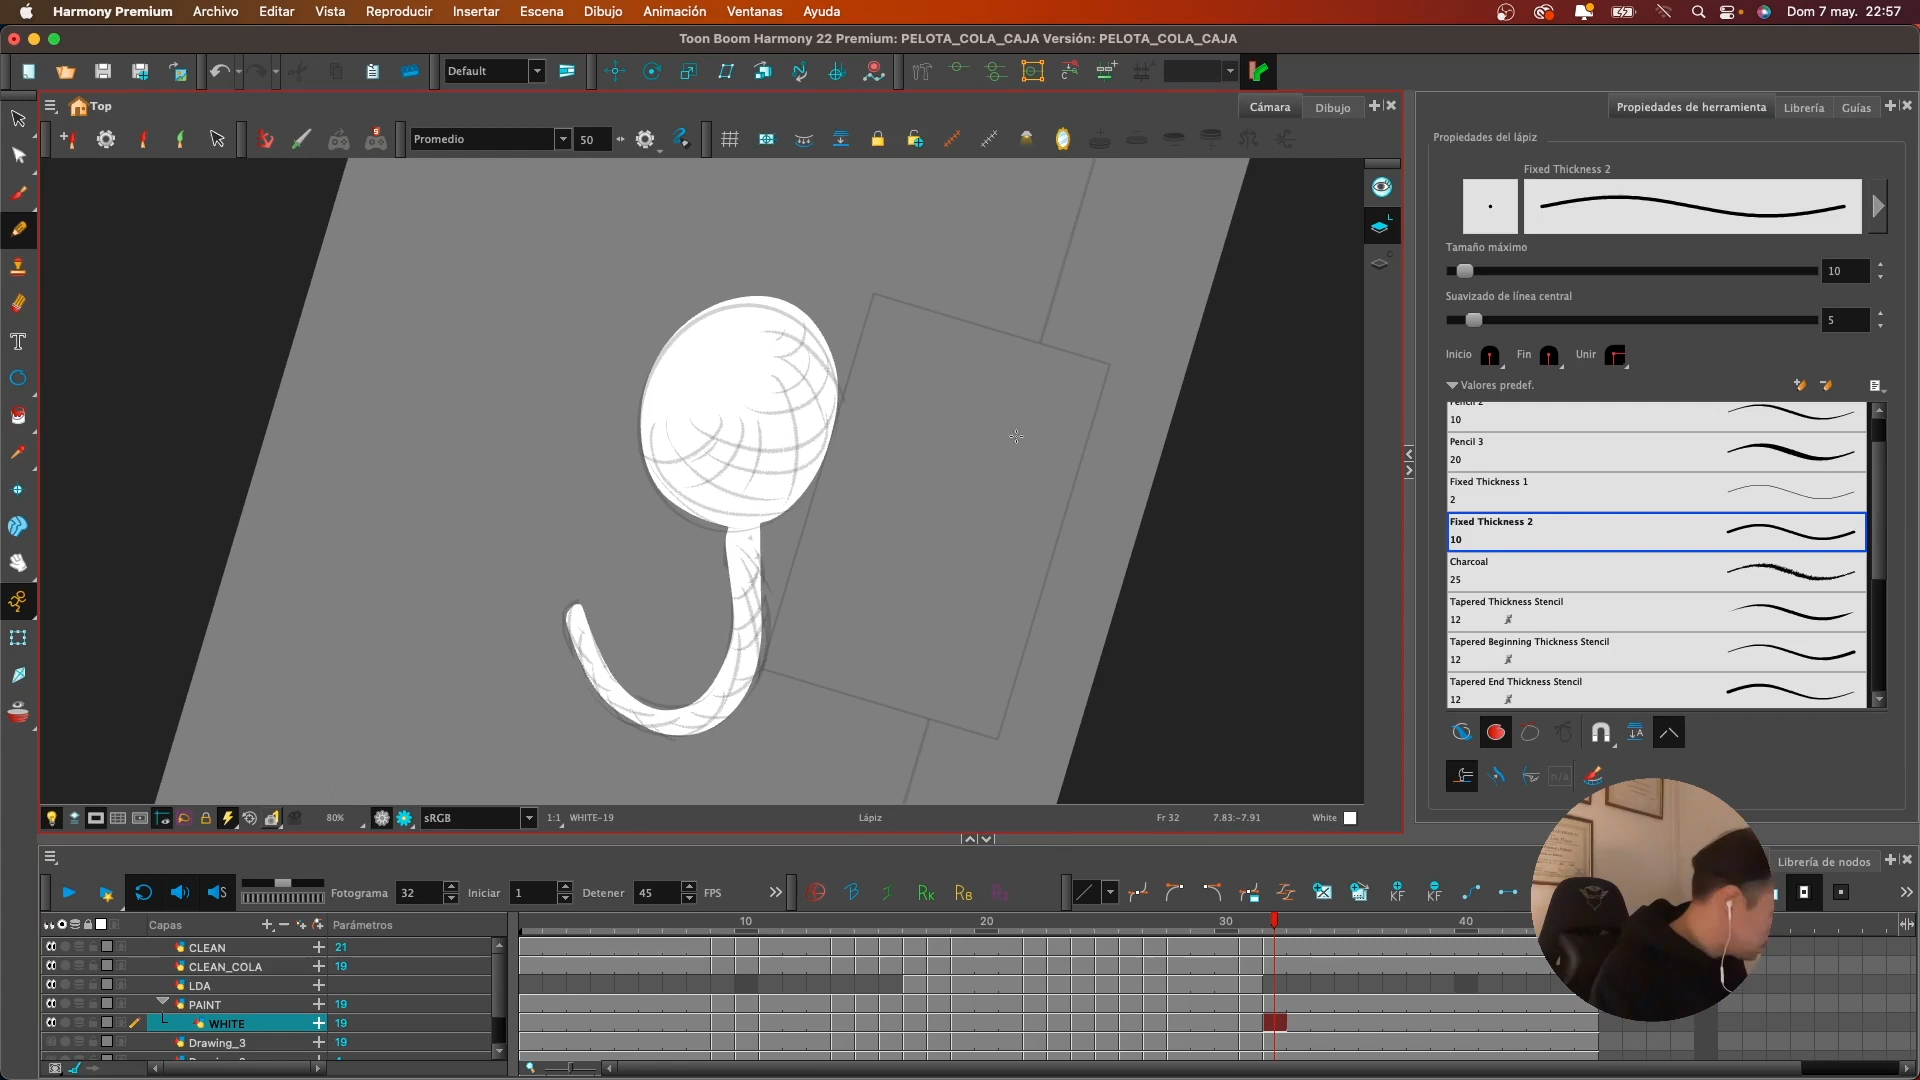 Harmony Premium Archivo Editar Vista Reproducir Insertar Escena Dibujo Animación Ventanas Ayuda Dom 7 may. 22:57
Toon Boom Harmony 22 Premium: PELOTA_COLA_CAJA Versión: PELOTA_COLA_CAJA
Default
Top Cámara Dibujo
Promedio 50
Propiedades de herramienta Librería Guías
Propiedades del lápiz
Fixed Thickness 2
Tamaño máximo
10
Suavizado de línea central
5
Inicio Fin Unir
Valores predef.
Pencil 2
10
Pencil 3
20
Fixed Thickness 1
2
Fixed Thickness 2
10
Charcoal
25
Tapered Thickness Stencil
12
Tapered Beginning Thickness Stencil
12
Tapered End Thickness Stencil
12
n/a
80% sRGB 1:1 WHITE-19 Lápiz Fr 32 7.83:-7.91 White
Librería de nodos
Fotograma 32 Iniciar 1 Detener 45 FPS
RK RB KF KF
Capas Parámetros 10 20 30 40
CLEAN 21
CLEAN_COLA 19
LDA
PAINT 19
WHITE 19
Drawing_3 19